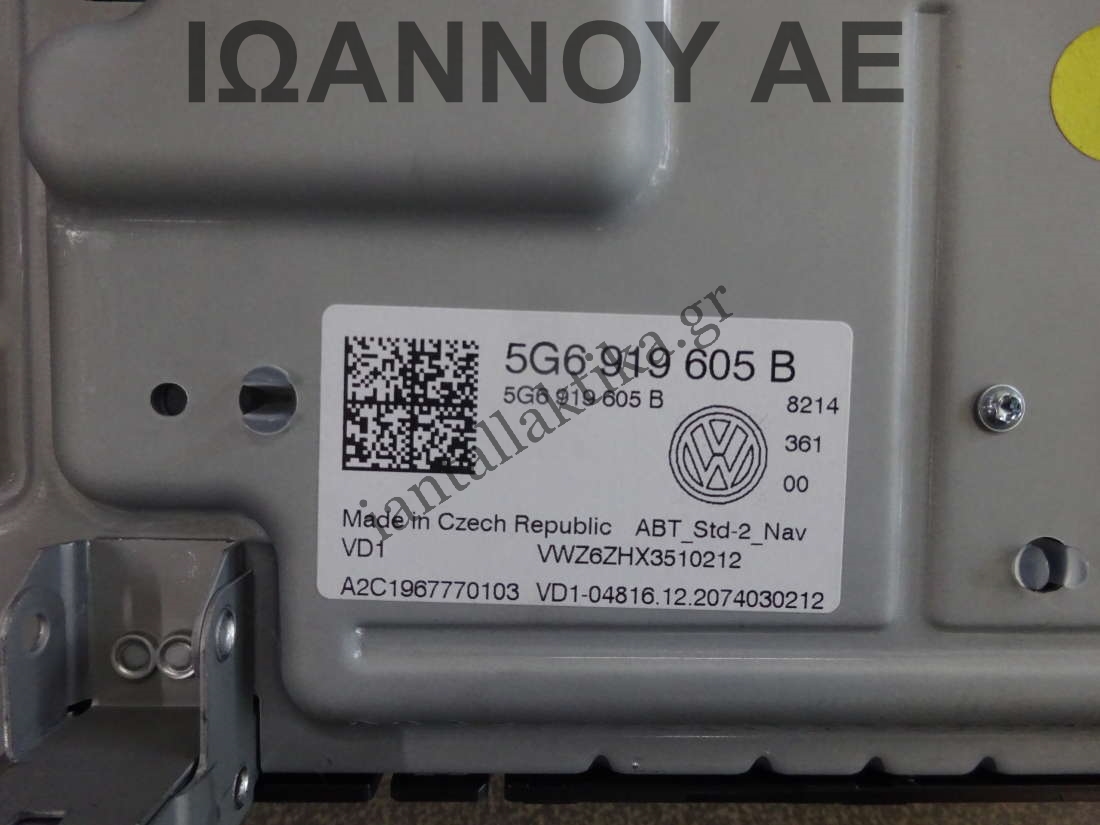 ΙΩΑΝΝΟΥ ΑΕ
5G6 919 605 B
5G6 919 605 B
8214
361
00
Made in Czech Republic ABT_Std-2_Nav
VD1 VWZ6ZHX3510212
A2C1967770103 VD1-04816.12.2074030212
iantallaktika.gr